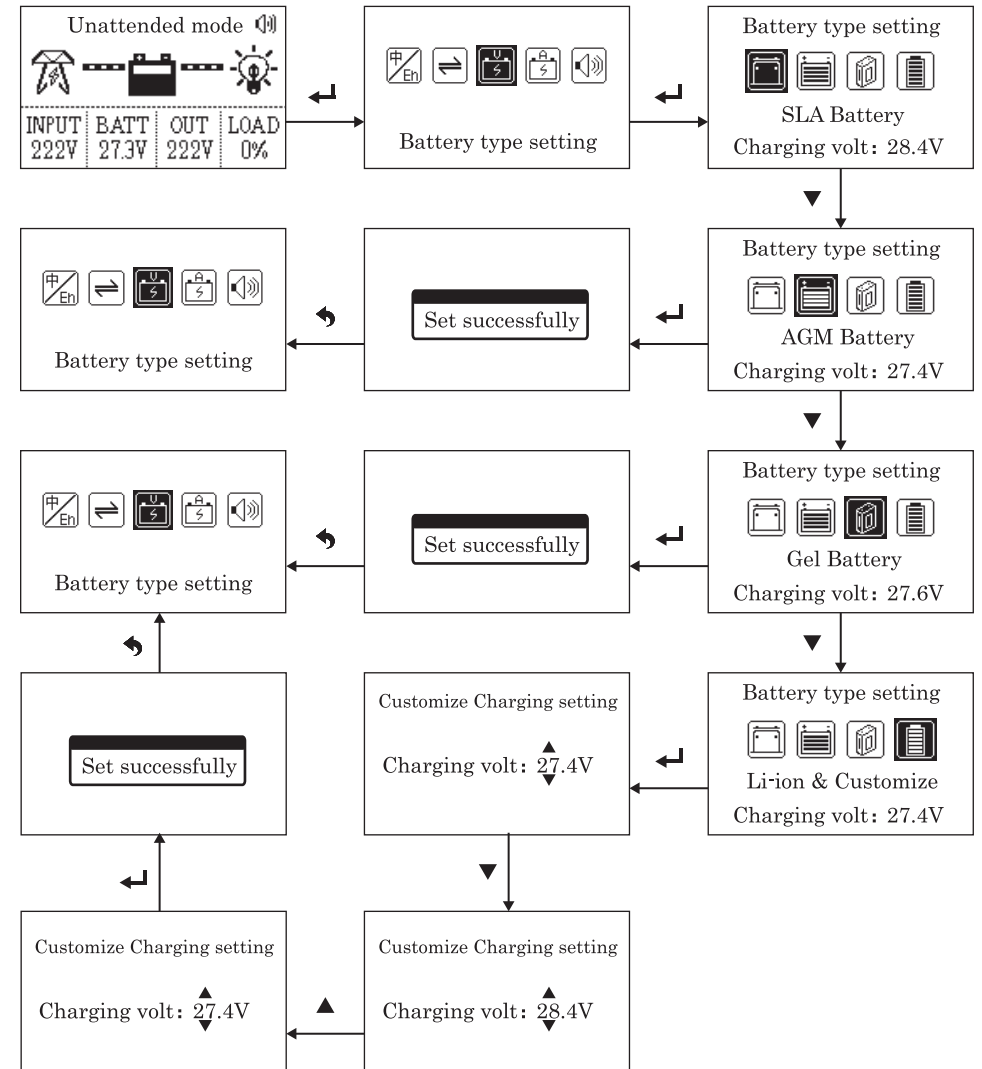 Unattended mode
INPUT BATT OUT LOAD
222V 27.3V 222V 0%
中/En U A
Battery type setting
Battery type setting
SLA Battery
Charging volt: 28.4V
中/En U A
Battery type setting
Set successfully
Battery type setting
AGM Battery
Charging volt: 27.4V
中/En U A
Battery type setting
Set successfully
Battery type setting
Gel Battery
Charging volt: 27.6V
Set successfully
Customize Charging setting
Charging volt: 27.4V
Battery type setting
Li-ion & Customize
Charging volt: 27.4V
Customize Charging setting
Charging volt: 27.4V
Customize Charging setting
Charging volt: 28.4V